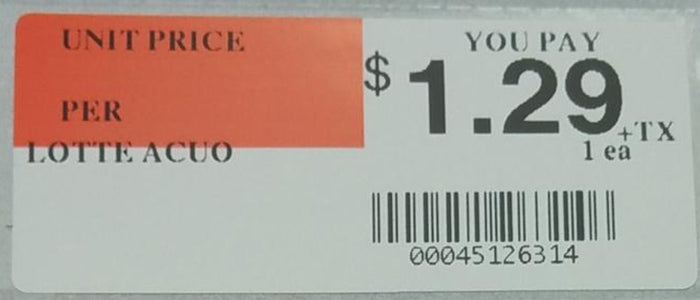 UNIT PRICE
PER
LOTTE ACUO
YOU PAY
$1.29
+TX
1 ea
00045126314